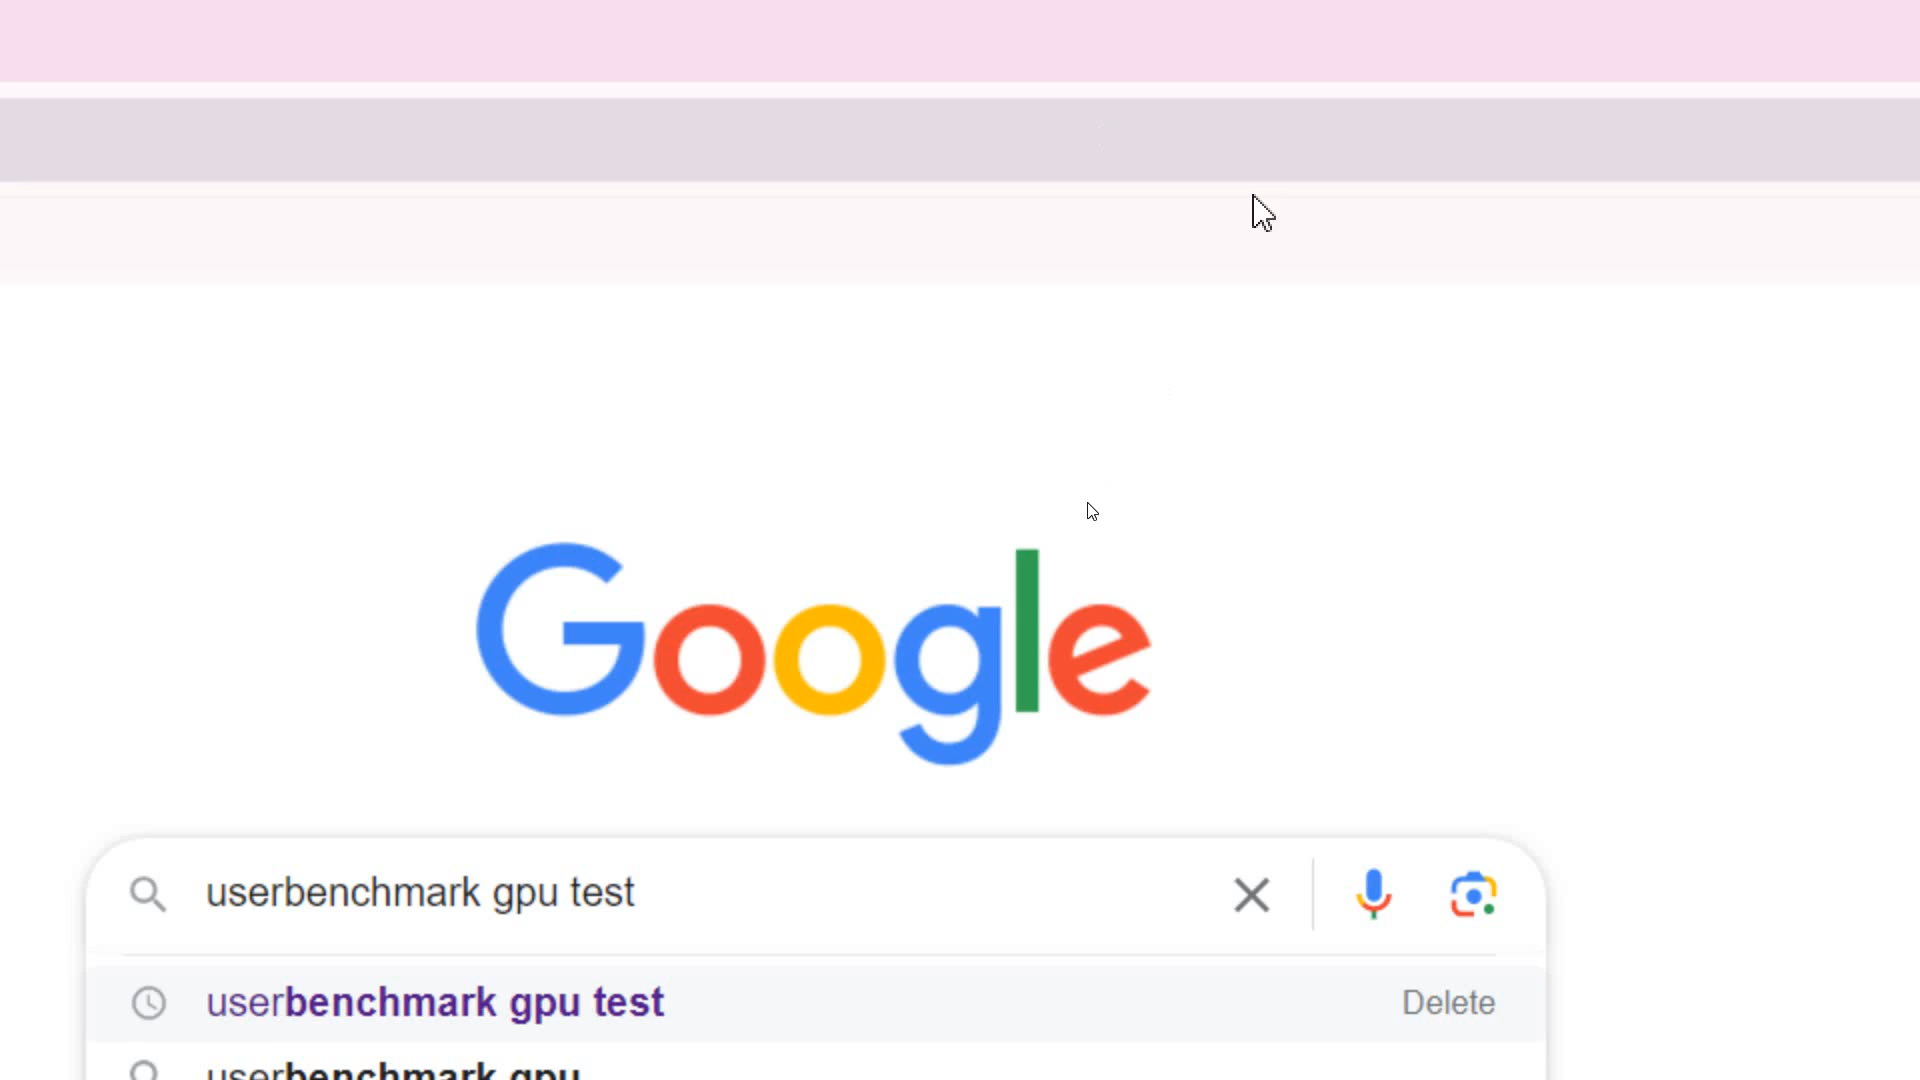 Google
userbenchmark gpu test
userbenchmark gpu test
Delete
userbenchmark gpu